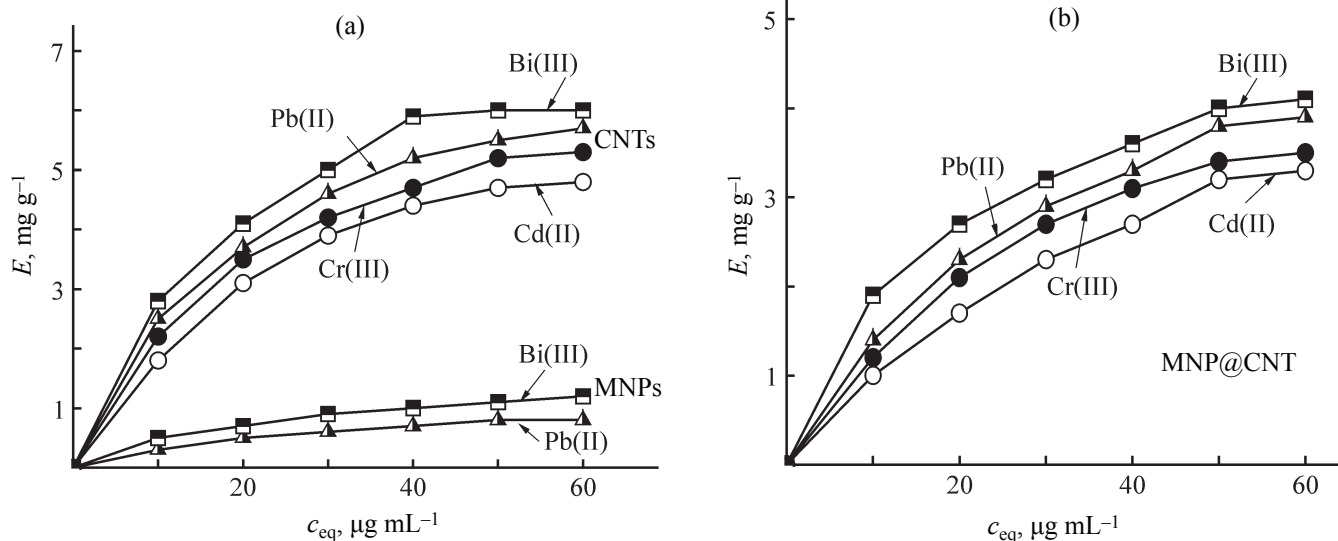 (a)
7
5
3
1
E, mg g⁻¹
Bi(III)
Pb(II)
CNTs
Cd(II)
Cr(III)
Bi(III)
MNPs
Pb(II)
20 40 60
c_eq, μg mL⁻¹
(b)
5
3
1
E, mg g⁻¹
Bi(III)
Pb(II)
Cd(II)
Cr(III)
MNP@CNT
20 40 60
c_eq, μg mL⁻¹